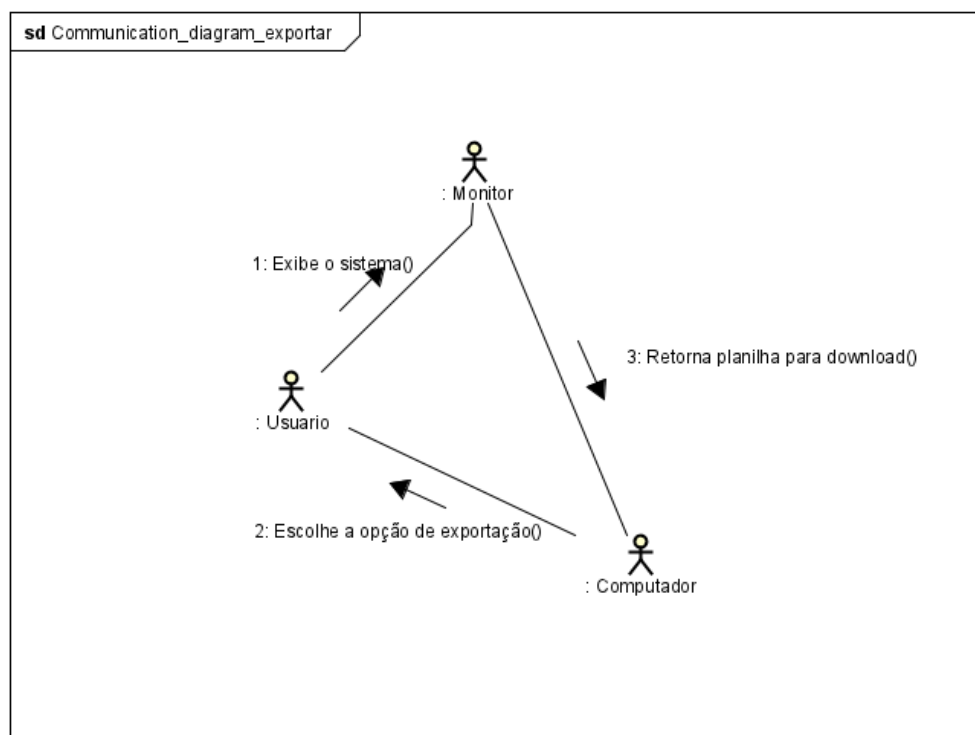 sd Communication_diagram_exportar
: Monitor
1: Exibe o sistema()
3: Retorna planilha para download()
: Usuario
2: Escolhe a opção de exportação()
: Computador